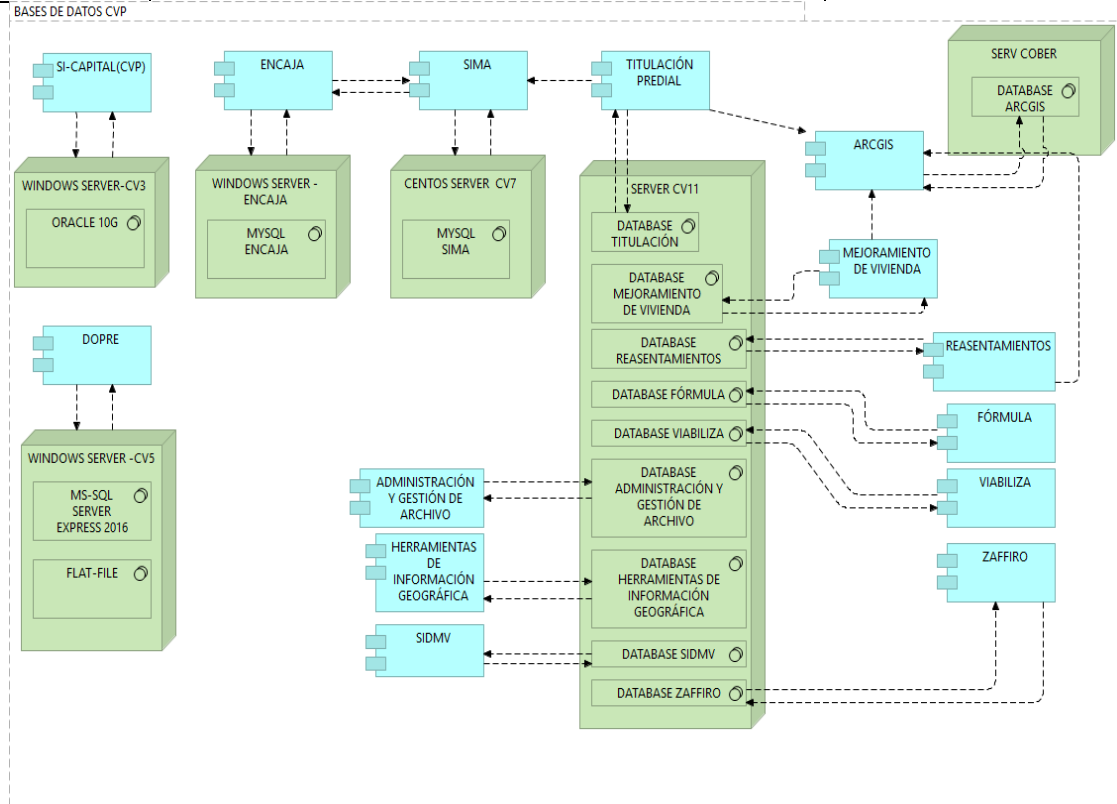 BASES DE DATOS CVP
SI-CAPITAL(CVP)
ENCAJA
SIMA
TITULACIÓN
PREDIAL
SERV COBER
DATABASE
ARCGIS
ARCGIS
WINDOWS SERVER-CV3
ORACLE 10G
WINDOWS SERVER -
ENCAJA
MYSQL
ENCAJA
CENTOS SERVER  CV7
MYSQL
SIMA
SERVER CV11
DATABASE
TITULACIÓN
DATABASE
MEJORAMIENTO
DE VIVIENDA
DATABASE
REASENTAMIENTOS
DATABASE FÓRMULA
DATABASE VIABILIZA
DATABASE
ADMINISTRACIÓN Y
GESTIÓN DE
ARCHIVO
DATABASE
HERRAMIENTAS DE
INFORMACIÓN
GEOGRÁFICA
DATABASE SIDMV
DATABASE ZAFFIRO
MEJORAMIENTO
DE VIVIENDA
REASENTAMIENTOS
FÓRMULA
VIABILIZA
ZAFFIRO
DOPRE
WINDOWS SERVER -CV5
MS-SQL
SERVER
EXPRESS 2016
FLAT-FILE
ADMINISTRACIÓN
Y GESTIÓN DE
ARCHIVO
HERRAMIENTAS
DE
INFORMACIÓN
GEOGRÁFICA
SIDMV